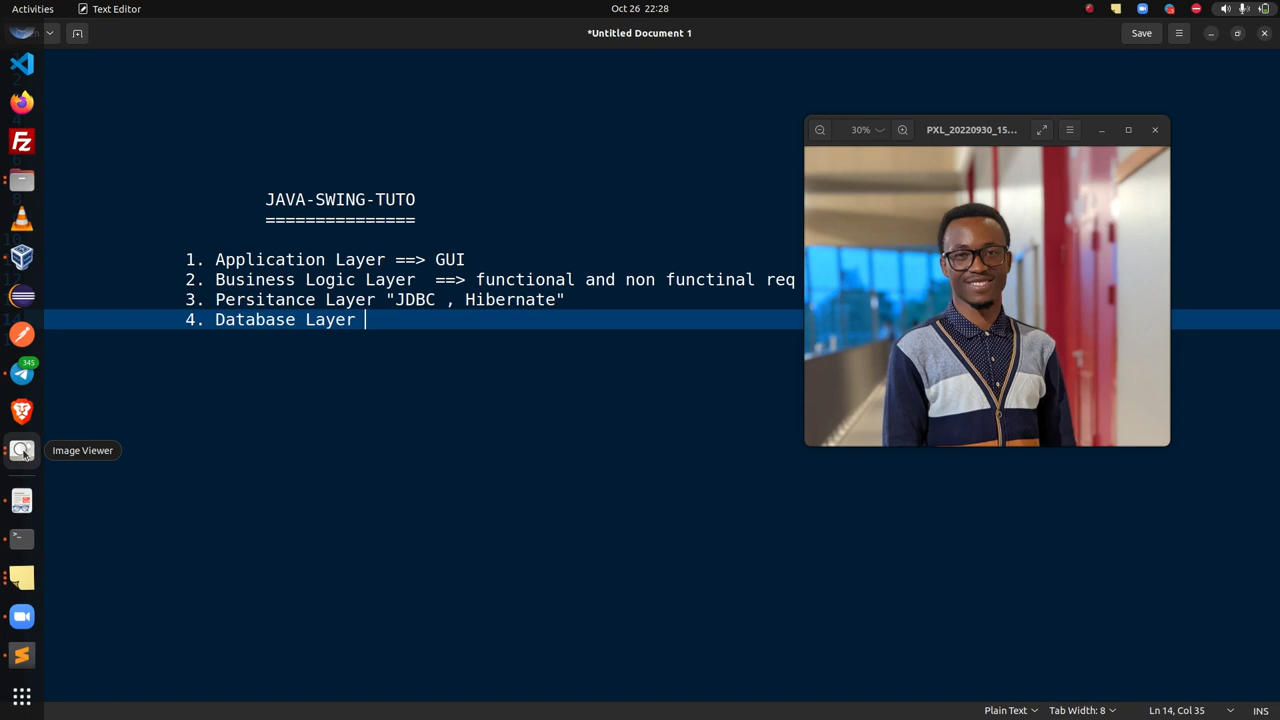 Activities Text Editor Oct 26 22:28
*Untitled Document 1 Save
30% PXL_20220930_15...
JAVA-SWING-TUTO
===============
1. Application Layer ==> GUI
2. Business Logic Layer ==> functional and non functinal req
3. Persitance Layer "JDBC , Hibernate"
4. Database Layer
345
Image Viewer
Plain Text Tab Width: 8 Ln 14, Col 35 INS